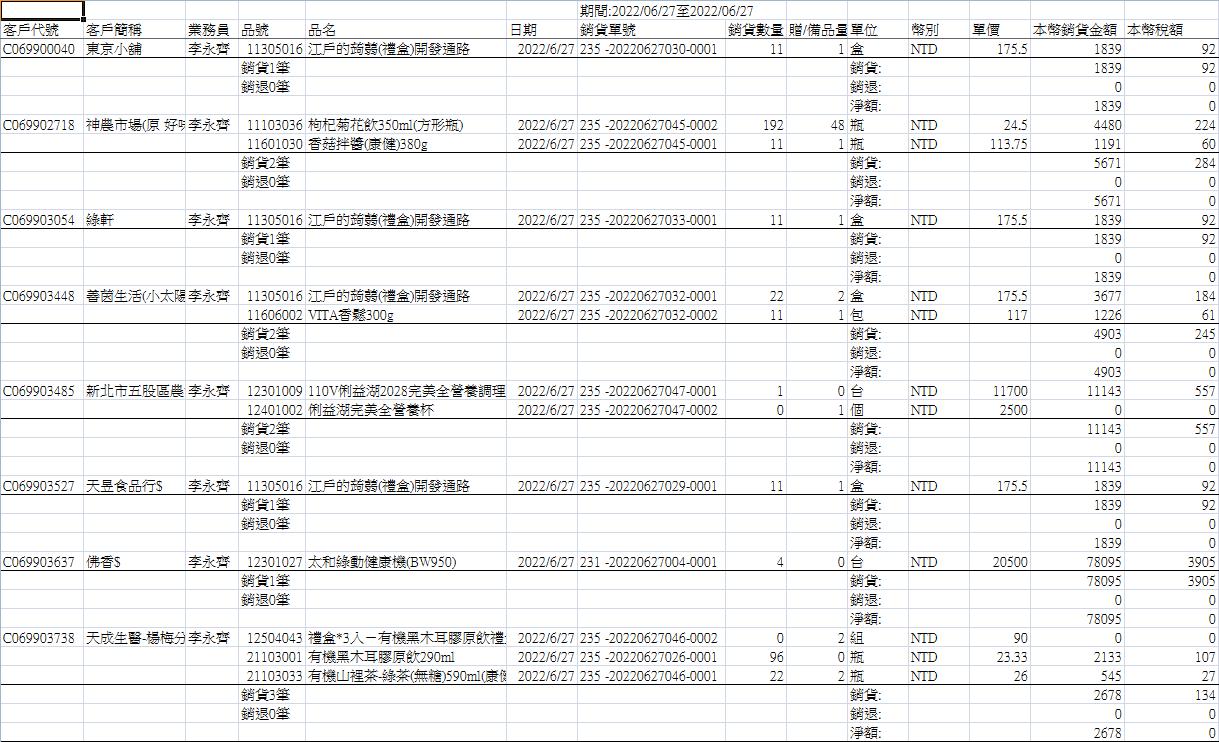 期間:2022/06/27至2022/06/27
客戶代號 客戶簡稱 業務員 品號 品名 日期 銷貨單號 銷貨數量 贈/備品量 單位 幣別 單價 本幣銷貨金額 本幣稅額
C069900040 東京小舖 李永齊 11305016 江戶的蒟蒻(禮盒)開發通路 2022/6/27 235 -20220627030-0001 11 1 盒 NTD 175.5 1839 92
銷貨1筆 銷貨: 1839 92
銷退0筆 銷退: 0 0
淨額: 1839 0
C069902718 神農市場(原 好 李永齊 11103036 枸杞菊花飲350ml(方形瓶) 2022/6/27 235 -20220627045-0002 192 48 瓶 NTD 24.5 4480 224
11601030 香菇拌醬(康健)380g 2022/6/27 235 -20220627045-0001 11 1 瓶 NTD 113.75 1191 60
銷貨2筆 銷貨: 5671 284
銷退0筆 銷退: 0 0
淨額: 5671 0
C069903054 綠軒 李永齊 11305016 江戶的蒟蒻(禮盒)開發通路 2022/6/27 235 -20220627033-0001 11 1 盒 NTD 175.5 1839 92
銷貨1筆 銷貨: 1839 92
銷退0筆 銷退: 0 0
淨額: 1839 0
C069903448 善茵生活(小太陽 李永齊 11305016 江戶的蒟蒻(禮盒)開發通路 2022/6/27 235 -20220627032-0001 22 2 盒 NTD 175.5 3677 184
11606002 VITA香鬆300g 2022/6/27 235 -20220627032-0002 11 1 包 NTD 117 1226 61
銷貨2筆 銷貨: 4903 245
銷退0筆 銷退: 0 0
淨額: 4903 0
C069903485 新北市五股區農 李永齊 12301009 110V俐益湖2028完美全營養調理 2022/6/27 235 -20220627047-0001 1 0 台 NTD 11700 11143 557
12401002 俐益湖完美全營養杯 2022/6/27 235 -20220627047-0002 0 1 個 NTD 2500 0 0
銷貨2筆 銷貨: 11143 557
銷退0筆 銷退: 0 0
淨額: 11143 0
C069903527 天昱食品行$ 李永齊 11305016 江戶的蒟蒻(禮盒)開發通路 2022/6/27 235 -20220627029-0001 11 1 盒 NTD 175.5 1839 92
銷貨1筆 銷貨: 1839 92
銷退0筆 銷退: 0 0
淨額: 1839 0
C069903637 佛香$ 李永齊 12301027 太和綠動健康機(BW950) 2022/6/27 231 -20220627004-0001 4 0 台 NTD 20500 78095 3905
銷貨1筆 銷貨: 78095 3905
銷退0筆 銷退: 0 0
淨額: 78095 0
C069903738 天成生醫-楊梅分 李永齊 12504043 禮盒*3入－有機黑木耳膠原飲禮 2022/6/27 235 -20220627046-0002 0 2 組 NTD 90 0 0
21103001 有機黑木耳膠原飲290ml 2022/6/27 235 -20220627026-0001 96 0 瓶 NTD 23.33 2133 107
21103033 有機山裡茶-綠茶(無糖)590ml(康 2022/6/27 235 -20220627046-0001 22 2 瓶 NTD 26 545 27
銷貨3筆 銷貨: 2678 134
銷退0筆 銷退: 0 0
淨額: 2678 0